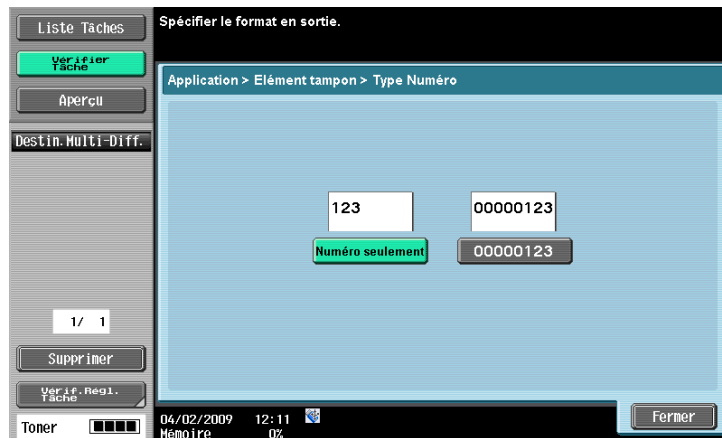 Liste Tâches
Vérifier
Tâche
Aperçu
Destin.Multi-Diff.
1/ 1
Supprimer
Vérif.Régl.
Tâche
Toner
Spécifier le format en sortie.
Application > Elément tampon > Type Numéro
123
00000123
Numéro seulement
00000123
04/02/2009 12:11
Mémoire 0%
Fermer